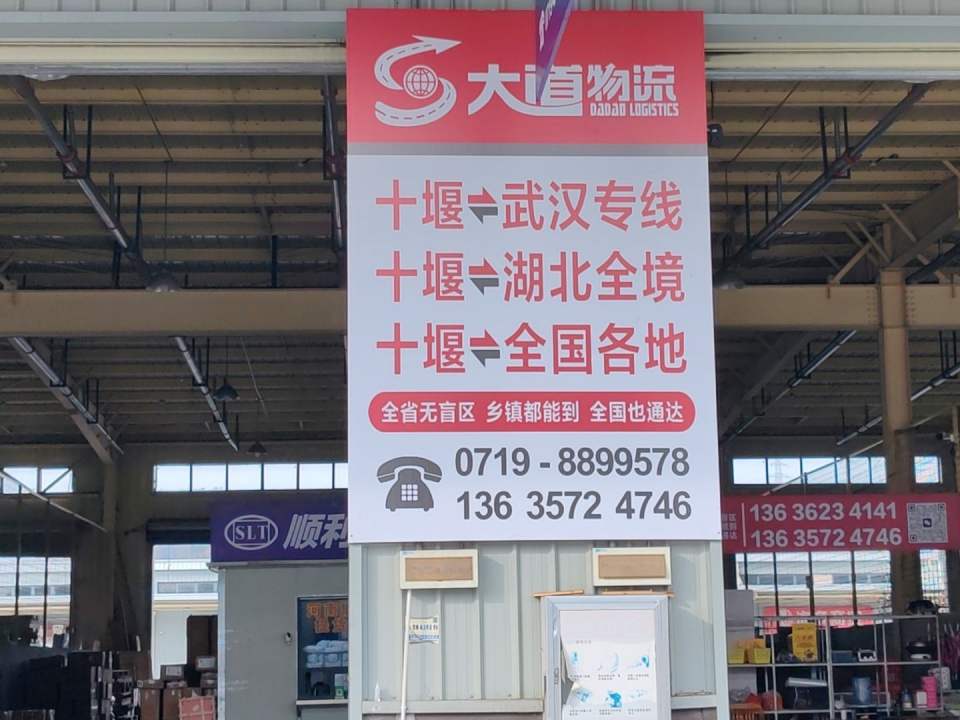 大道物流
DADAO LOGISTICS
十堰⇌武汉专线
十堰⇌湖北全境
十堰⇌全国各地
全省无盲区 乡镇都能到 全国也通达
0719 - 8899578
136 3572 4746
SLT 顺利
136 3623 4141
136 3572 4746